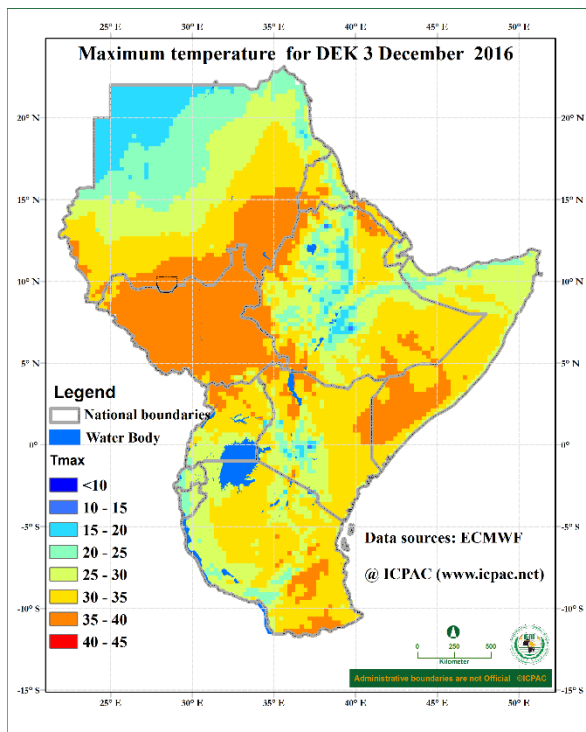 Maximum temperature for DEK 3 December 2016
20° N
15° N
10° N
5° N
0°
-5° S
-10° S
-15° S
20° N
15° N
10° N
5° N
0°
-5° S
-10° S
-15° S
Legend
National boundaries
Water Body
Tmax
<10
10 - 15
15 - 20
20 - 25
25 - 30
30 - 35
35 - 40
40 - 45
Data sources: ECMWF
@ ICPAC (www.icpac.net)
0 250 500
Kilometer
Administrative boundaries are not Official ©ICPAC
25° E 30° E 35° E 40° E 45° E 50° E